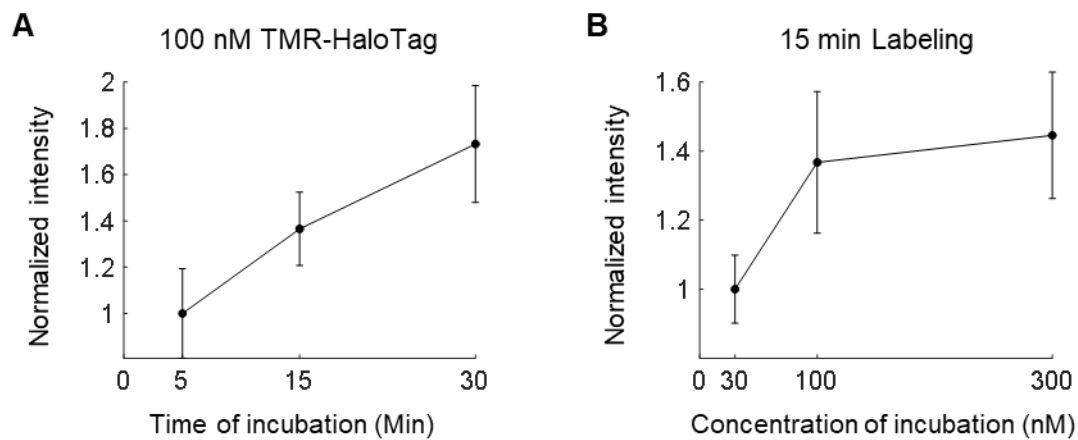 A
100 nM TMR-HaloTag
Normalized intensity
2
1.8
1.6
1.4
1.2
1
0 5 15 30
Time of incubation (Min)
B
15 min Labeling
Normalized intensity
1.6
1.4
1.2
1
0 30 100 300
Concentration of incubation (nM)